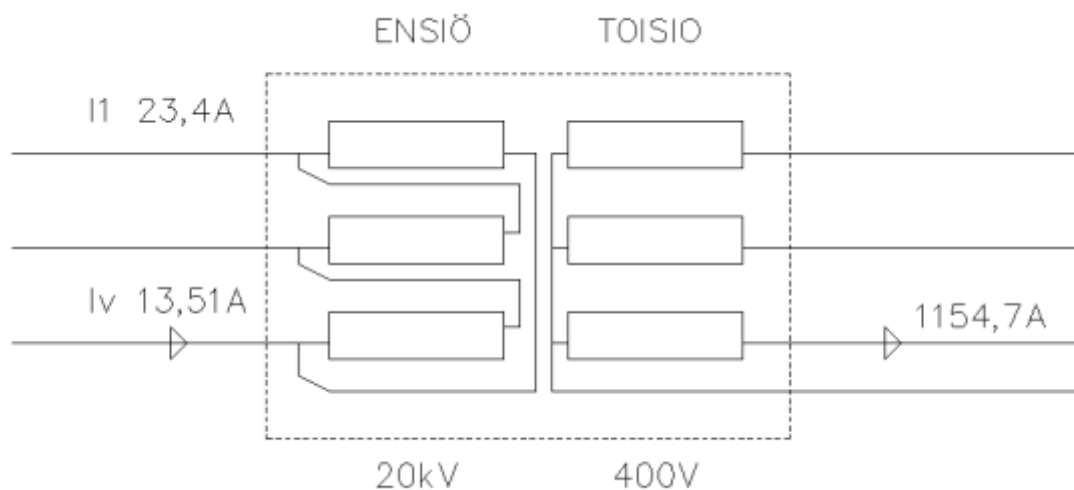 ENSIÖ TOISIO
I1 23,4A
Iv 13,51A
1154,7A
20kV 400V